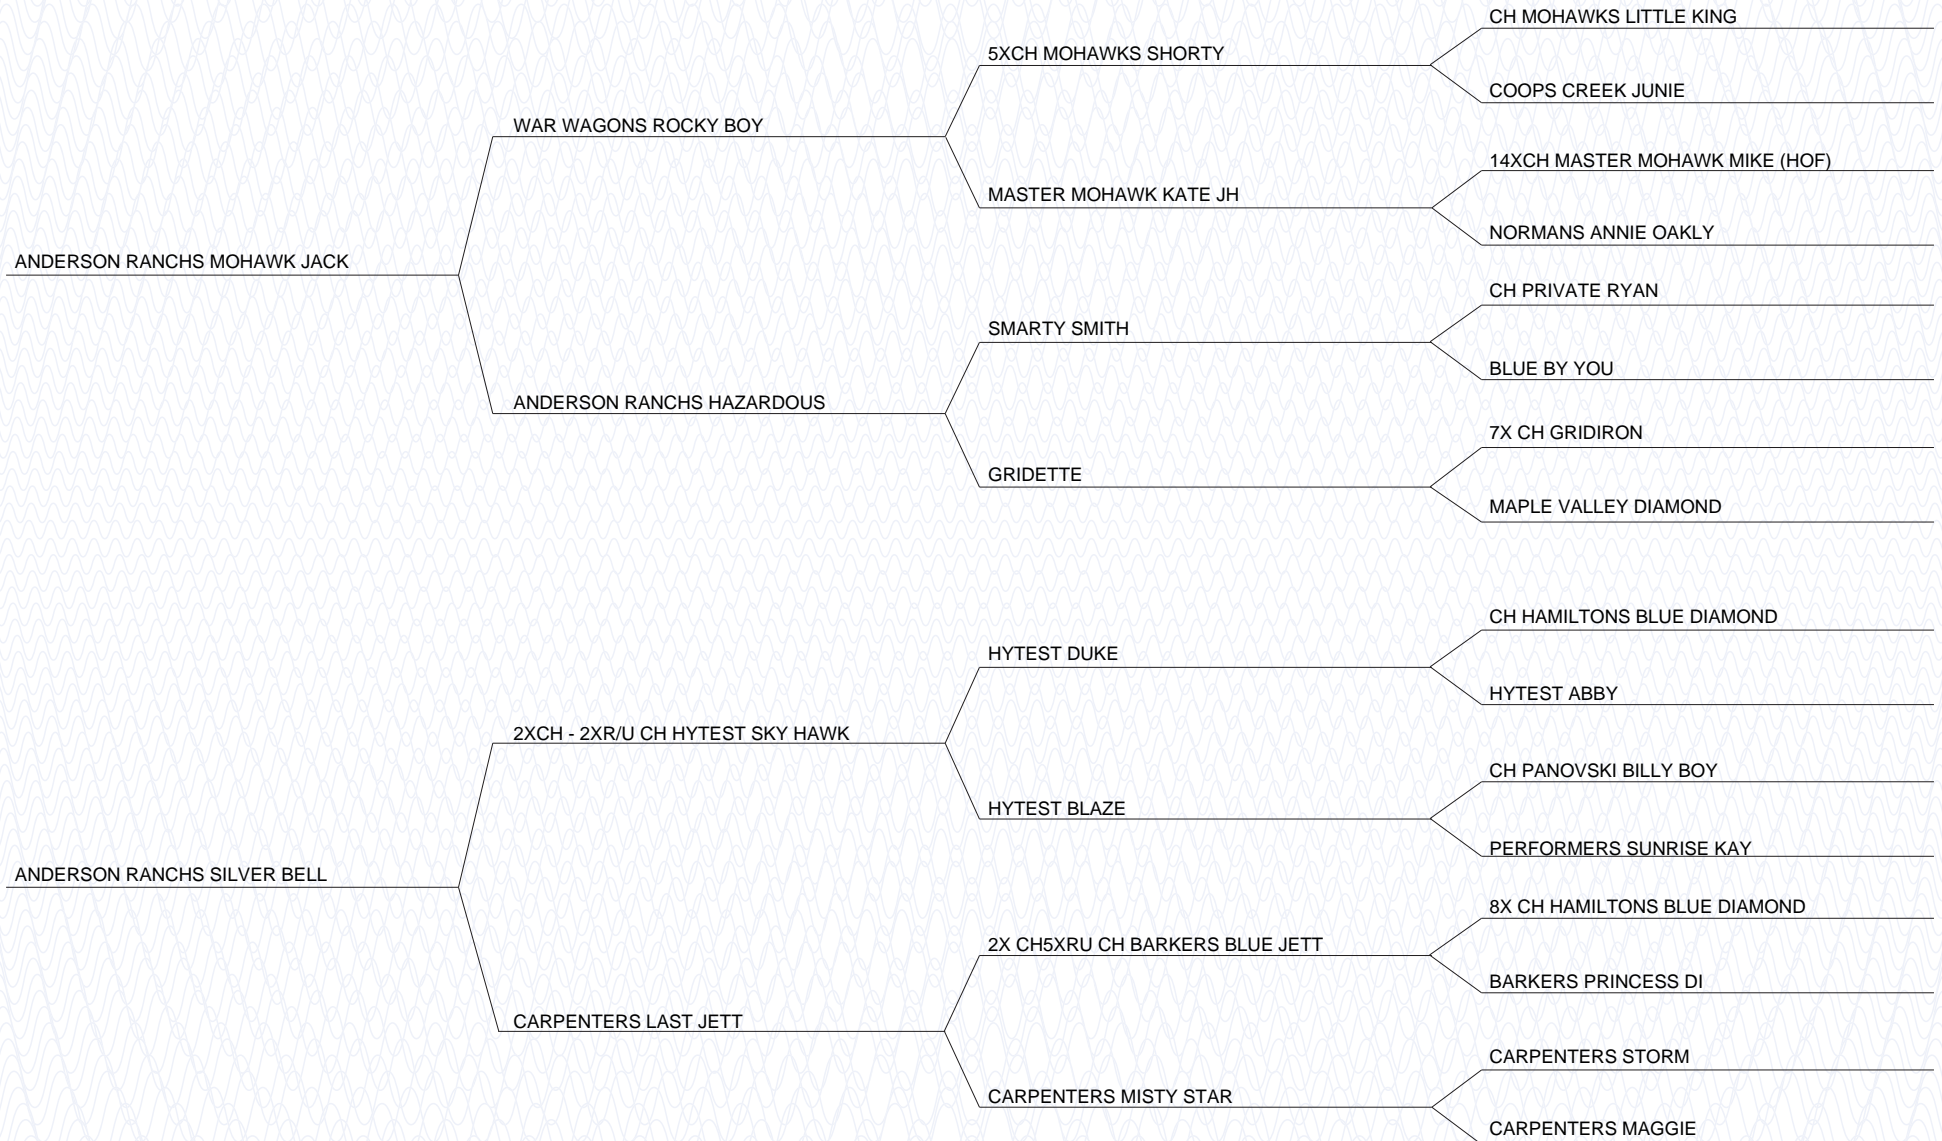 CH MOHAWKS LITTLE KING
5XCH MOHAWKS SHORTY
COOPS CREEK JUNIE
WAR WAGONS ROCKY BOY
14XCH MASTER MOHAWK MIKE (HOF)
MASTER MOHAWK KATE JH
NORMANS ANNIE OAKLY
ANDERSON RANCHS MOHAWK JACK
CH PRIVATE RYAN
SMARTY SMITH
BLUE BY YOU
ANDERSON RANCHS HAZARDOUS
7X CH GRIDIRON
GRIDETTE
MAPLE VALLEY DIAMOND
CH HAMILTONS BLUE DIAMOND
HYTEST DUKE
HYTEST ABBY
2XCH - 2XR/U CH HYTEST SKY HAWK
CH PANOVSKI BILLY BOY
HYTEST BLAZE
PERFORMERS SUNRISE KAY
ANDERSON RANCHS SILVER BELL
8X CH HAMILTONS BLUE DIAMOND
2X CH5XRU CH BARKERS BLUE JETT
BARKERS PRINCESS DI
CARPENTERS LAST JETT
CARPENTERS STORM
CARPENTERS MISTY STAR
CARPENTERS MAGGIE